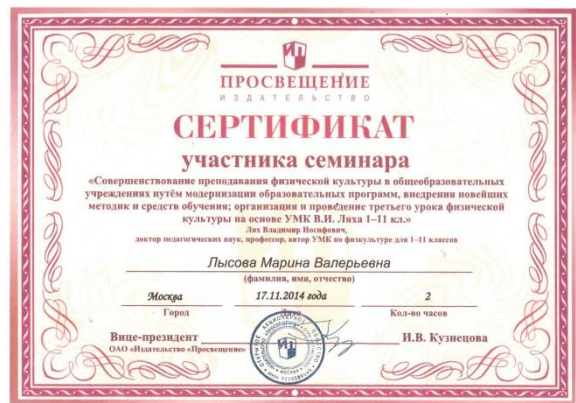 ПРОСВЕЩЕНИЕ
ИЗДАТЕЛЬСТВО
СЕРТИФИКАТ
участника семинара
«Совершенствование преподавания физической культуры в общеобразовательных
учреждениях путём модернизации образовательных программ, внедрения новейших
методик и средств обучения; организация и проведение третьего урока физической
культуры на основе УМК В.И. Ляха 1–11 кл.»
Лях Владимир Иосифович,
доктор педагогических наук, профессор, автор УМК по физкультуре для 1–11 классов
Лысова Марина Валерьевна
(фамилия, имя, отчество)
Москва 17.11.2014 года 2
Город Дата Кол-во часов
Вице-президент И.В. Кузнецова
ОАО «Издательство «Просвещение»